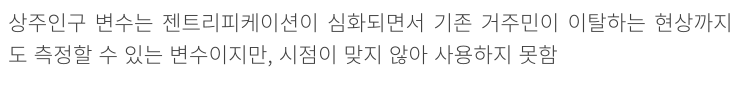 상주인구 변수는 젠트리피케이션이 심화되면서 기존 거주민이 이탈하는 현상까지
도 측정할 수 있는 변수이지만, 시점이 맞지 않아 사용하지 못함